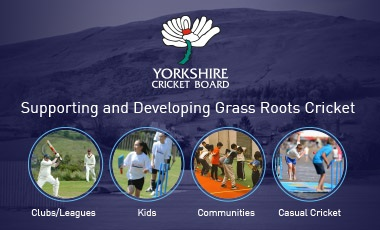 YORKSHIRE
CRICKET BOARD
Supporting and Developing Grass Roots Cricket
Clubs/Leagues Kids Communities Casual Cricket